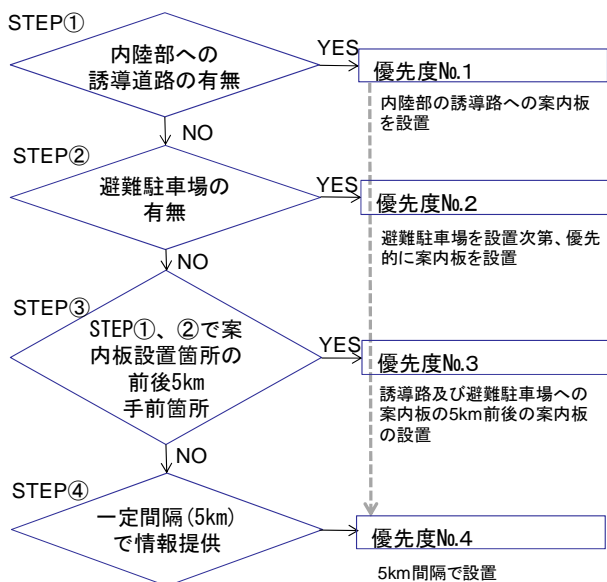 STEP①
内陸部への
誘導道路の有無
YES
優先度№1
内陸部の誘導路への案内板
を設置
NO
STEP②
避難駐車場の
有無
YES
優先度№2
避難駐車場を設置次第、優先
的に案内板を設置
NO
STEP③
STEP①、②で案
内板設置箇所の
前後5km
手前箇所
YES
優先度№3
誘導路及び避難駐車場への
案内板の5km前後の案内板
の設置
NO
STEP④
一定間隔(5km)
で情報提供
優先度№4
5km間隔で設置